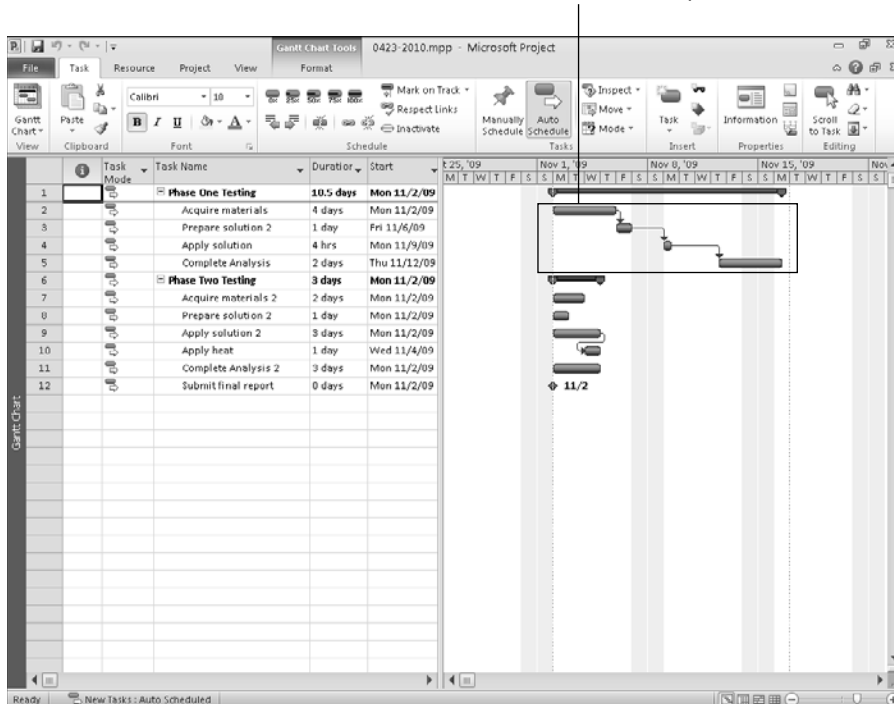 Gantt Chart Tools 0423-2010.mpp - Microsoft Project
File Task Resource Project View Format
Gantt Chart
Paste
Calibri 10
B I U A
0% 25% 50% 75% 100%
Mark on Track
Respect Links
Inactivate
Manually Schedule
Auto Schedule
Inspect
Move
Mode
Task
Information
Scroll to Task
View Clipboard Font Schedule Tasks Insert Properties Editing
Task Mode Task Name Duration Start t 25, '09 Nov 1, '09 Nov 8, '09 Nov 15, '09 Nov
M T W T F S S M T W T F S S M T W T F S S M T W T F S S
1 Phase One Testing 10.5 days Mon 11/2/09
2 Acquire materials 4 days Mon 11/2/09
3 Prepare solution 2 1 day Fri 11/6/09
4 Apply solution 4 hrs Mon 11/9/09
5 Complete Analysis 2 days Thu 11/12/09
6 Phase Two Testing 3 days Mon 11/2/09
7 Acquire materials 2 2 days Mon 11/2/09
8 Prepare solution 2 1 day Mon 11/2/09
9 Apply solution 2 3 days Mon 11/2/09
10 Apply heat 1 day Wed 11/4/09
11 Complete Analysis 2 3 days Mon 11/2/09
12 Submit final report 0 days Mon 11/2/09 11/2
Gantt Chart
Ready New Tasks : Auto Scheduled